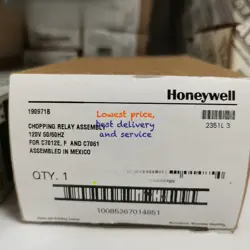 Honeywell
190971B
Lowest price,
best delivery
and service
CHOPPING RELAY ASSEMBLY
120V 50/60HZ
FOR C7012E, F AND C7061
ASSEMBLED IN MEXICO
2351L 3
QTY. 1
10085267014851